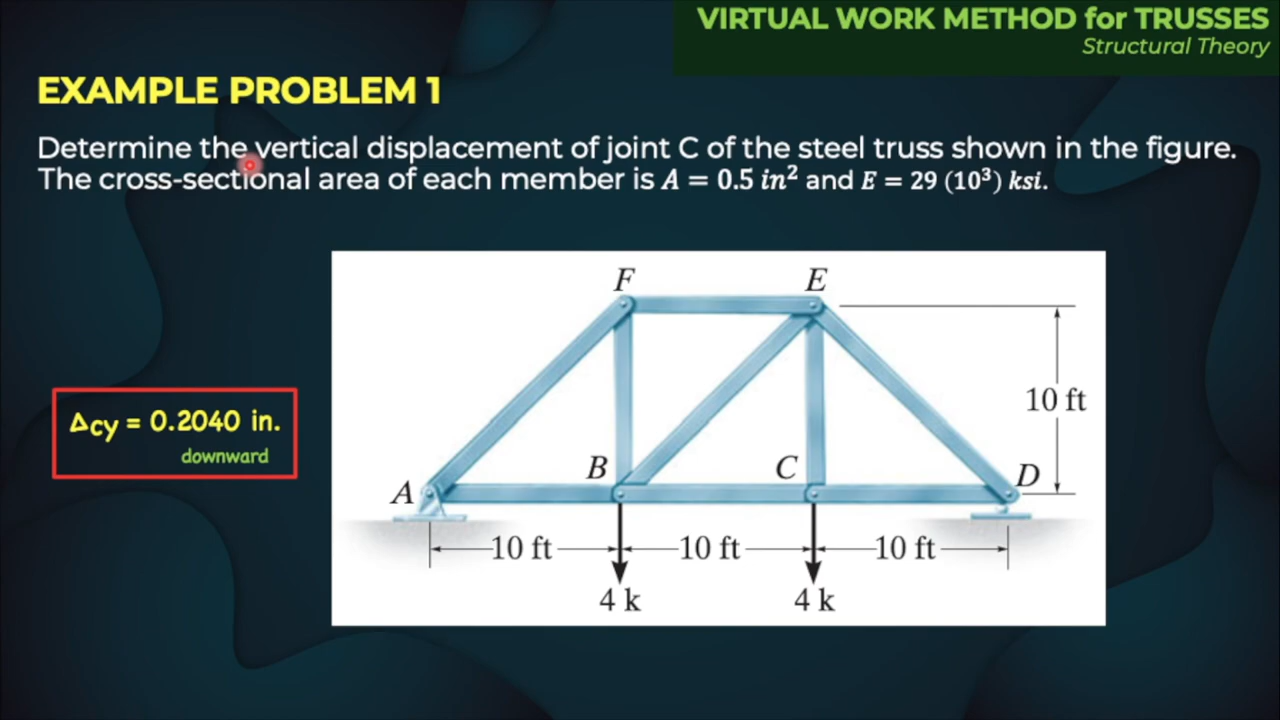 VIRTUAL WORK METHOD for TRUSSES
Structural Theory
EXAMPLE PROBLEM 1
Determine the vertical displacement of joint C of the steel truss shown in the figure.
The cross-sectional area of each member is A = 0.5 in² and E = 29 (10³) ksi.
F
E
10 ft
Δcy = 0.2040 in.
downward
B
C
D
A
10 ft
10 ft
10 ft
4 k
4 k